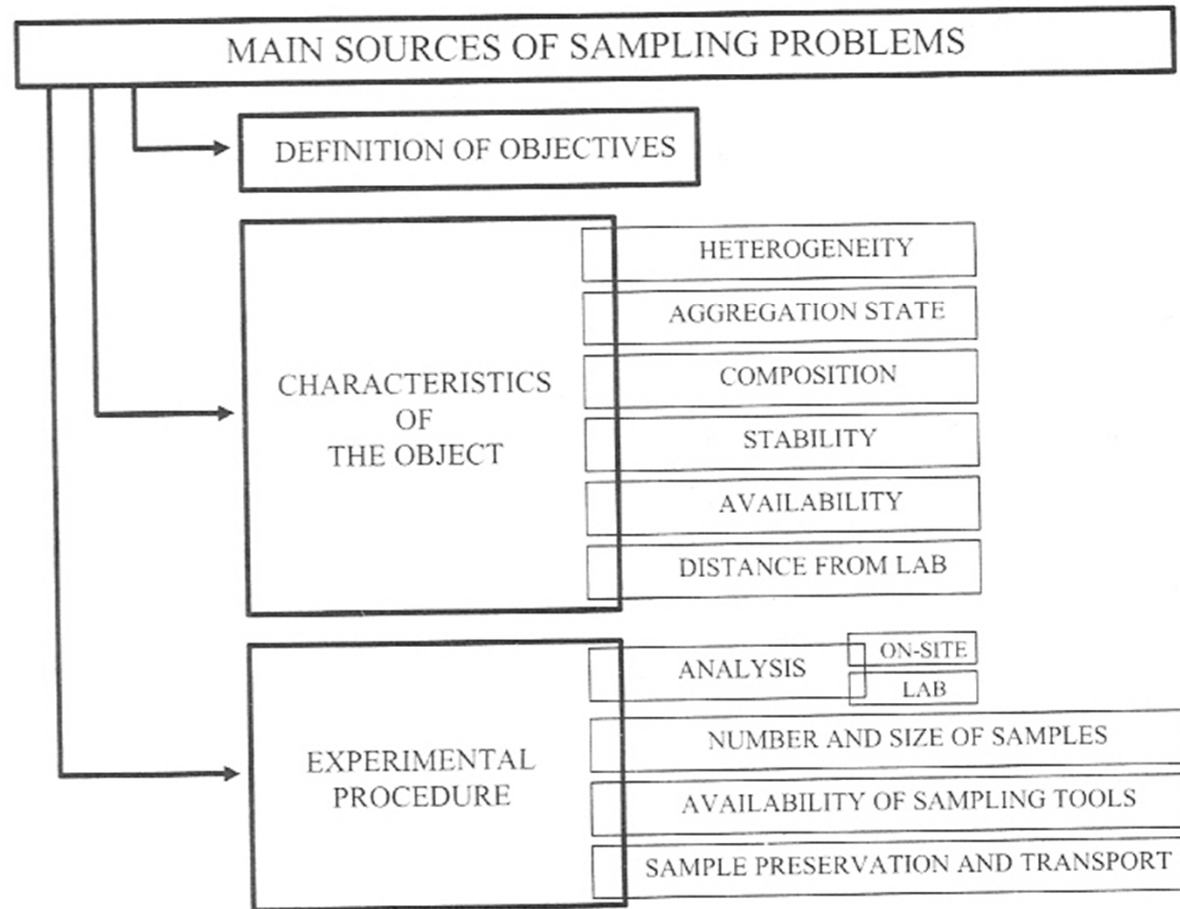 MAIN SOURCES OF SAMPLING PROBLEMS
DEFINITION OF OBJECTIVES
CHARACTERISTICS
OF
THE OBJECT
HETEROGENEITY
AGGREGATION STATE
COMPOSITION
STABILITY
AVAILABILITY
DISTANCE FROM LAB
EXPERIMENTAL
PROCEDURE
ANALYSIS
ON-SITE
LAB
NUMBER AND SIZE OF SAMPLES
AVAILABILITY OF SAMPLING TOOLS
SAMPLE PRESERVATION AND TRANSPORT